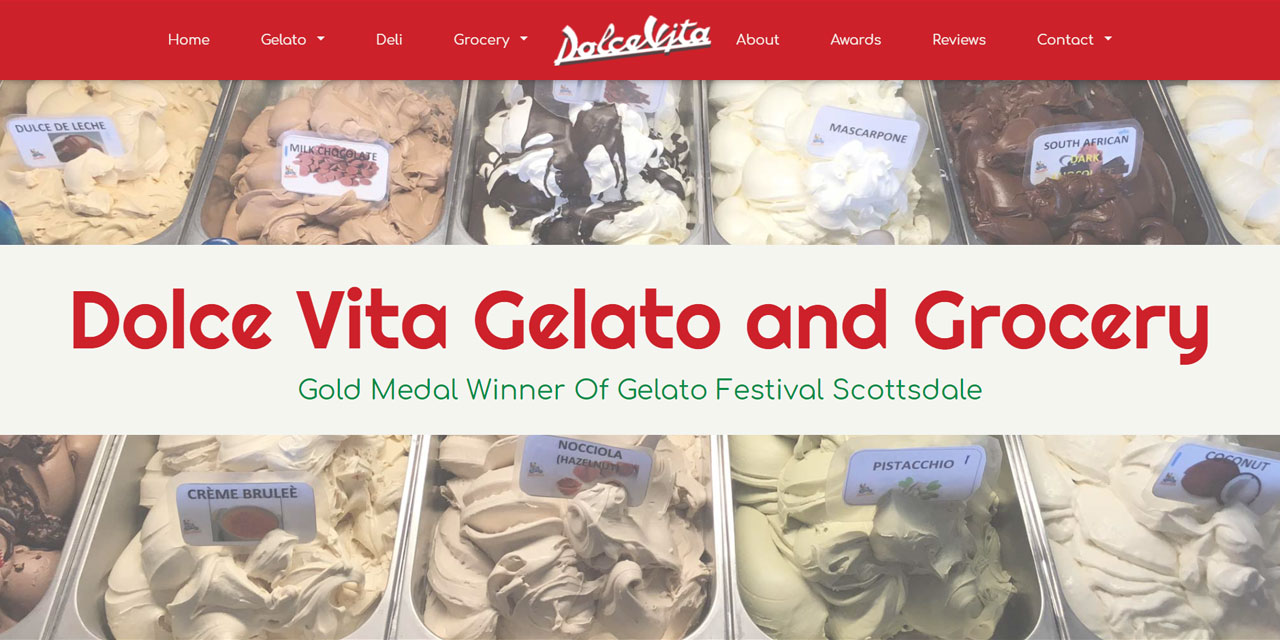 Home Gelato Deli Grocery DolceVita About Awards Reviews Contact
DULCE DE LECHE
MILK CHOCOLATE
MASCARPONE
SOUTH AFRICAN
DARK
Dolce Vita Gelato and Grocery
Gold Medal Winner Of Gelato Festival Scottsdale
CRÈME BRULEÈ
NOCCIOLA
(HAZELNUT)
PISTACCHIO
COCONUT